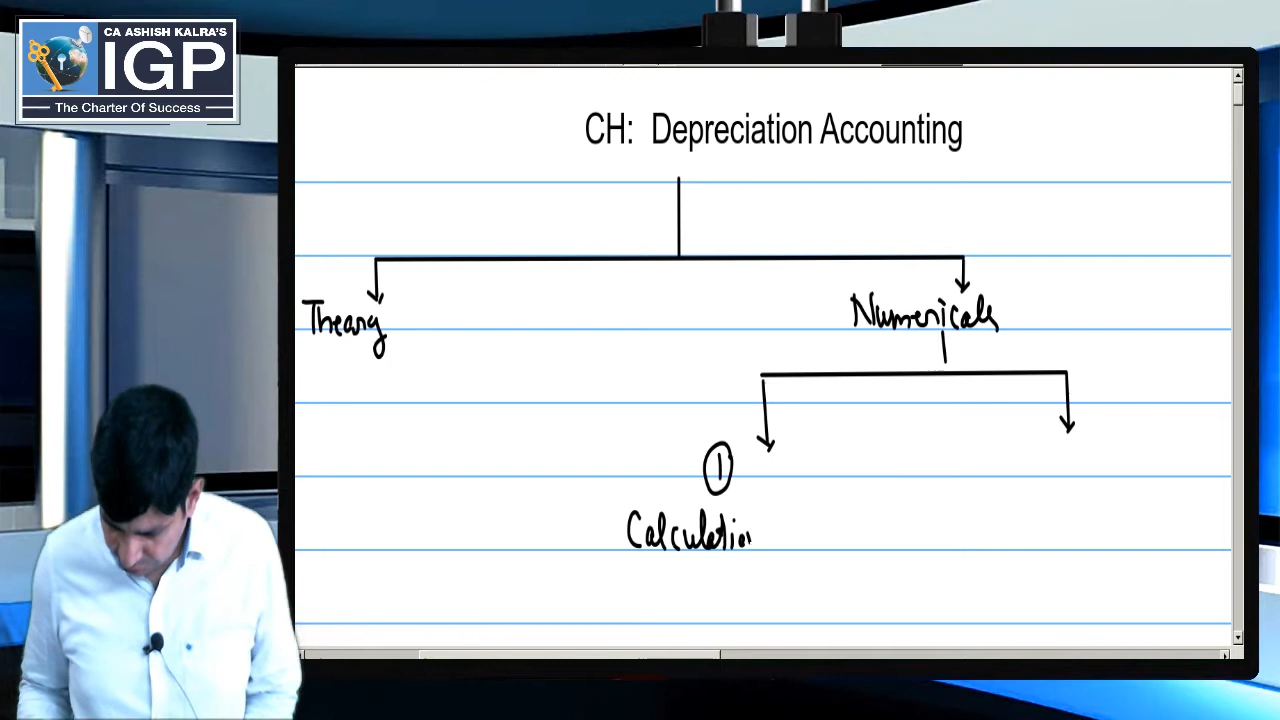 CA ASHISH KALRA'S
IGP
The Charter Of Success
CH: Depreciation Accounting
Theory
Numericals
①
Calculation